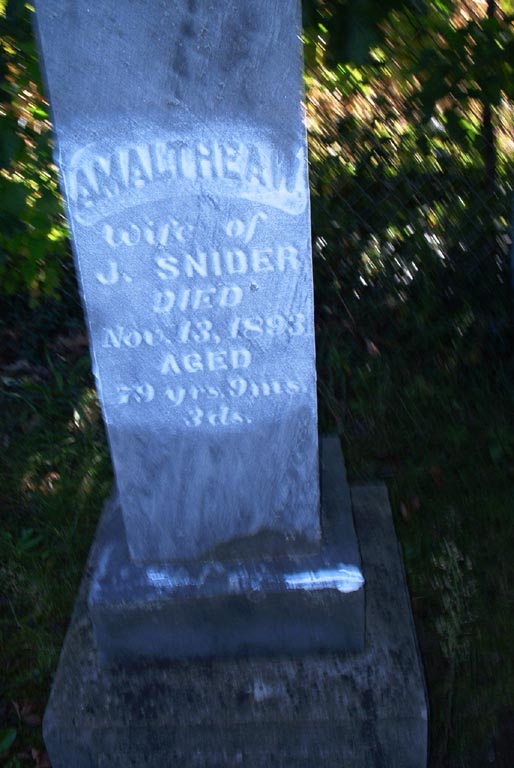 AMALTHEA W.
Wife of
J. SNIDER
DIED
Nov. 13, 1893
AGED
79 yrs. 9 ms.
3 ds.